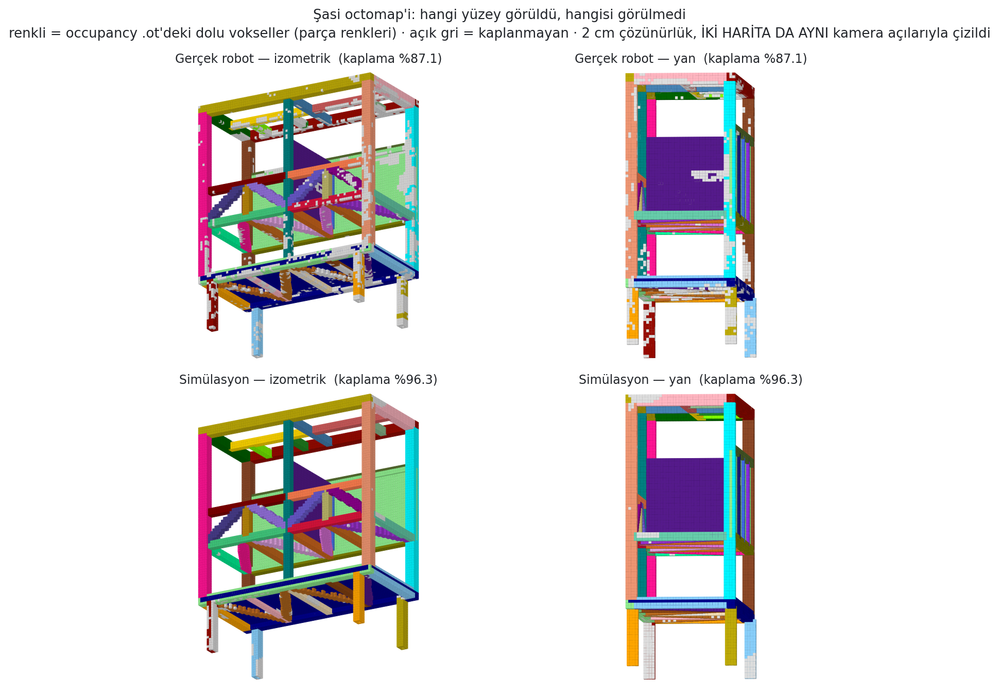 Şasi octomap'i: hangi yüzey görüldü, hangisi görülmedi
renkli = occupancy .ot'deki dolu vokseller (parça renkleri) · açık gri = kaplanmayan · 2 cm çözünürlük, İKİ HARİTA DA AYNI kamera açılarıyla çizildi
Gerçek robot — izometrik (kaplama %87.1)
Gerçek robot — yan (kaplama %87.1)
Simülasyon — izometrik (kaplama %96.3)
Simülasyon — yan (kaplama %96.3)